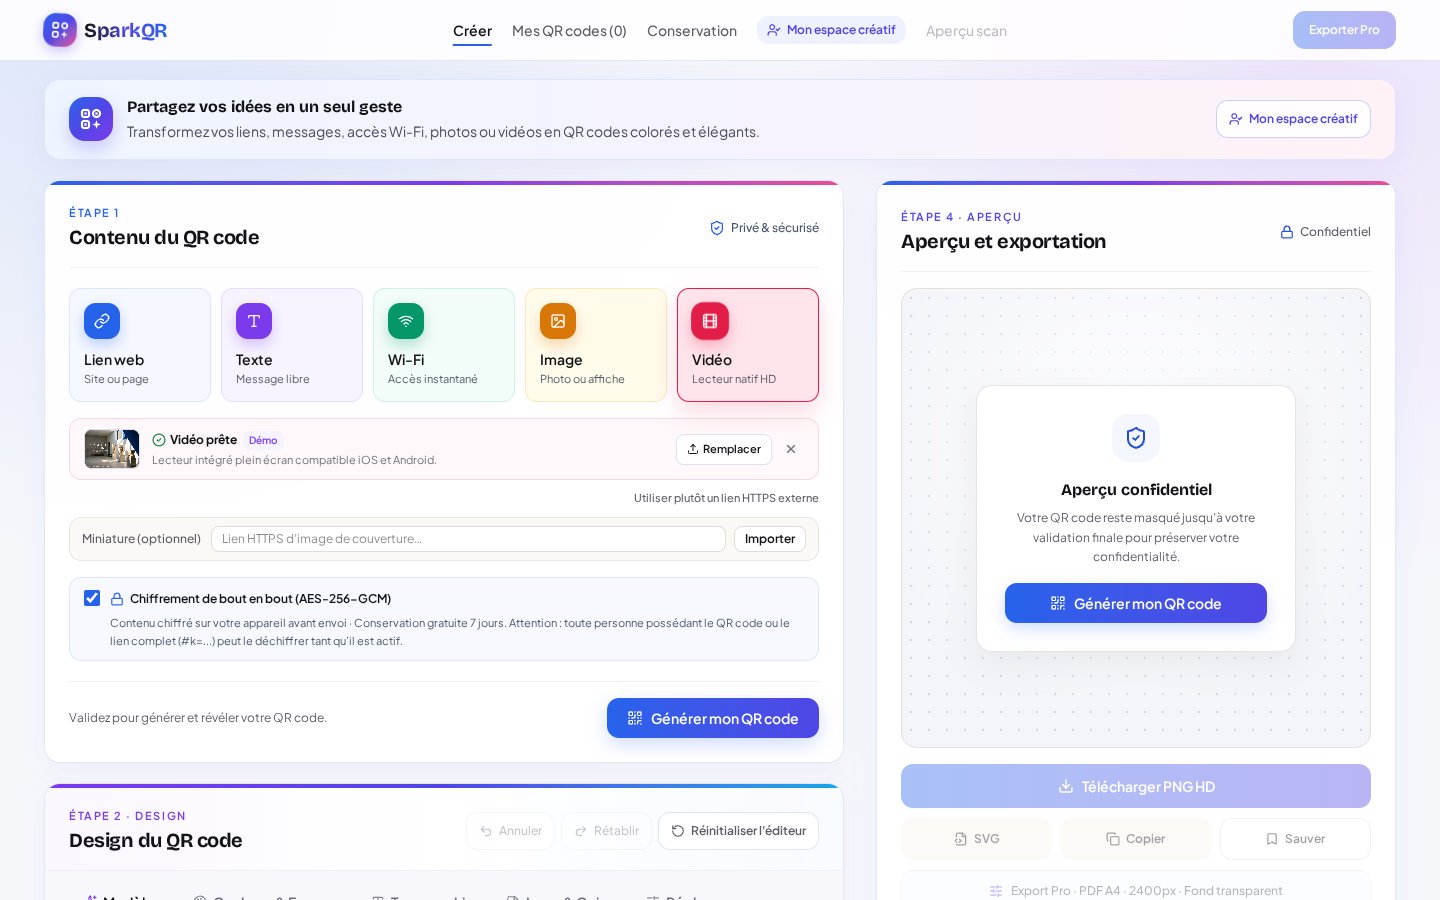 SparkQR
Créer
Mes QR codes (0)
Conservation
Mon espace créatif
Aperçu scan
Exporter Pro
Partagez vos idées en un seul geste
Transformez vos liens, messages, accès Wi-Fi, photos ou vidéos en QR codes colorés et élégants.
Mon espace créatif
ÉTAPE 1
Contenu du QR code
Privé & sécurisé
Lien web
Site ou page
Texte
Message libre
Wi-Fi
Accès instantané
Image
Photo ou affiche
Vidéo
Lecteur natif HD
Vidéo prête
Démo
Lecteur intégré plein écran compatible iOS et Android.
Remplacer
Utiliser plutôt un lien HTTPS externe
Miniature (optionnel)
Lien HTTPS d'image de couverture…
Importer
Chiffrement de bout en bout (AES-256-GCM)
Contenu chiffré sur votre appareil avant envoi · Conservation gratuite 7 jours. Attention : toute personne possédant le QR code ou le
lien complet (#k=...) peut le déchiffrer tant qu'il est actif.
Validez pour générer et révéler votre QR code.
Générer mon QR code
ÉTAPE 2 · DESIGN
Design du QR code
Annuler
Rétablir
Réinitialiser l'éditeur
ÉTAPE 4 · APERÇU
Aperçu et exportation
Confidentiel
Aperçu confidentiel
Votre QR code reste masqué jusqu'à votre
validation finale pour préserver votre
confidentialité.
Générer mon QR code
Télécharger PNG HD
SVG
Copier
Sauver
Export Pro · PDF A4 · 2400px · Fond transparent